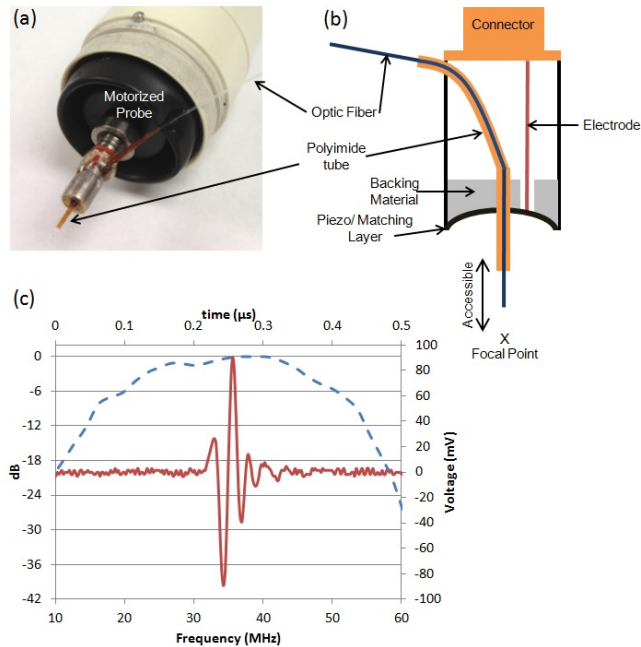 (a)
Motorized
Probe
Optic Fiber
Polyimide
tube
(b)
Connector
Electrode
Backing
Material
Piezo/ Matching
Layer
Accessible
X
Focal Point
(c)
time (µs)
0 0.1 0.2 0.3 0.4 0.5
dB
0
-6
-12
-18
-24
-30
-36
-42
Voltage (mV)
100
80
60
40
20
0
-20
-40
-60
-80
-100
10 20 30 40 50 60
Frequency (MHz)